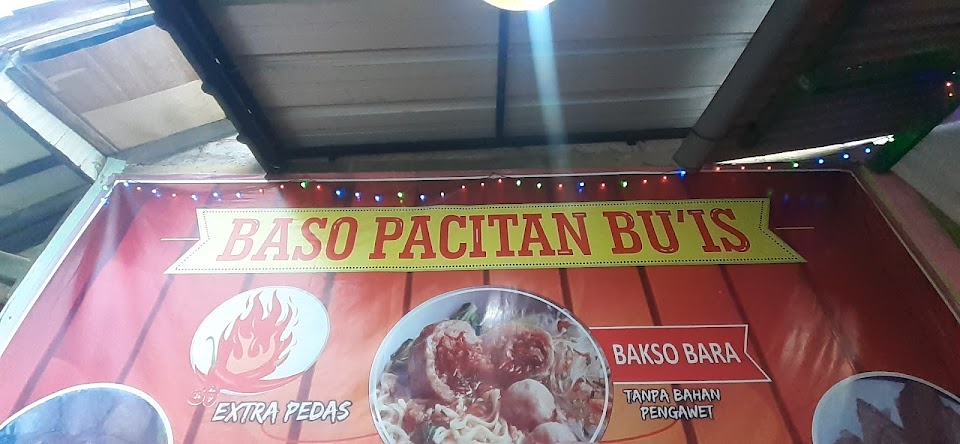 BASO PACITAN BU'IS
EXTRA PEDAS
BAKSO BARA
TANPA BAHAN
PENGAWET